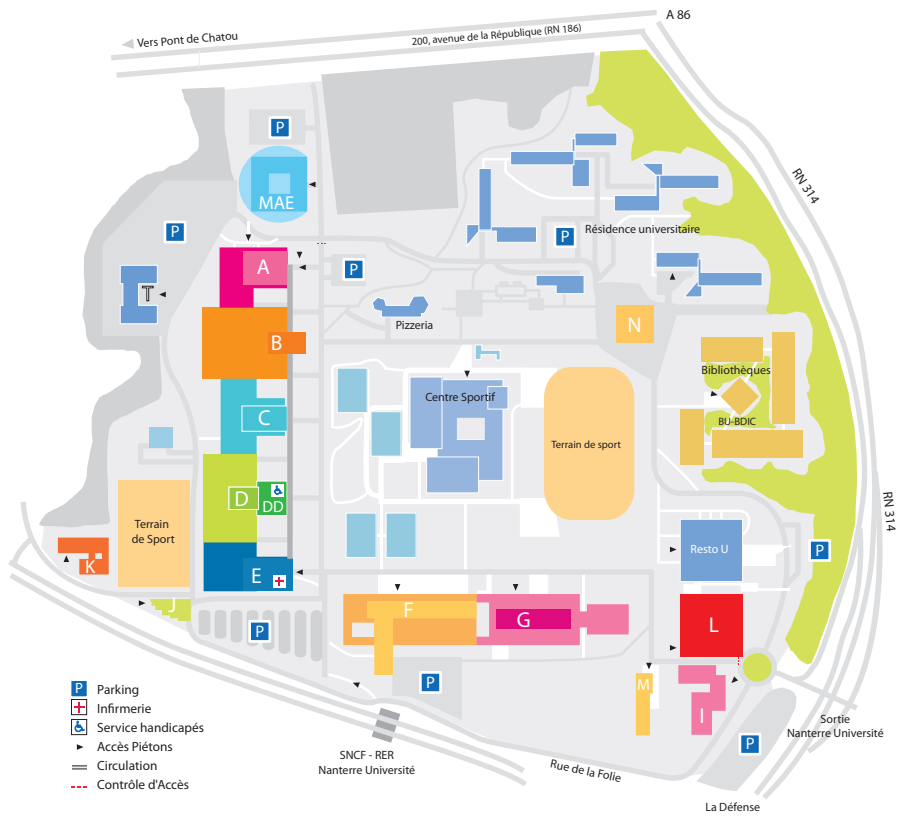 A 86
Vers Pont de Chatou
200, avenue de la République (RN 186)
P
MAE
RN 314
P
Résidence universitaire
P
A
...
P
T
Pizzeria
N
B
Bibliothèques
Centre Sportif
C
BU-BDIC
Terrain de sport
D
DD
RN 314
Terrain
de Sport
Resto U
P
K
E
J
F
G
L
P
P
M
I
P
P Parking
Infirmerie
Service handicapés
Accès Piétons
Circulation
Contrôle d'Accès
SNCF - RER
Nanterre Université
Rue de la Folie
Sortie
Nanterre Université
La Défense